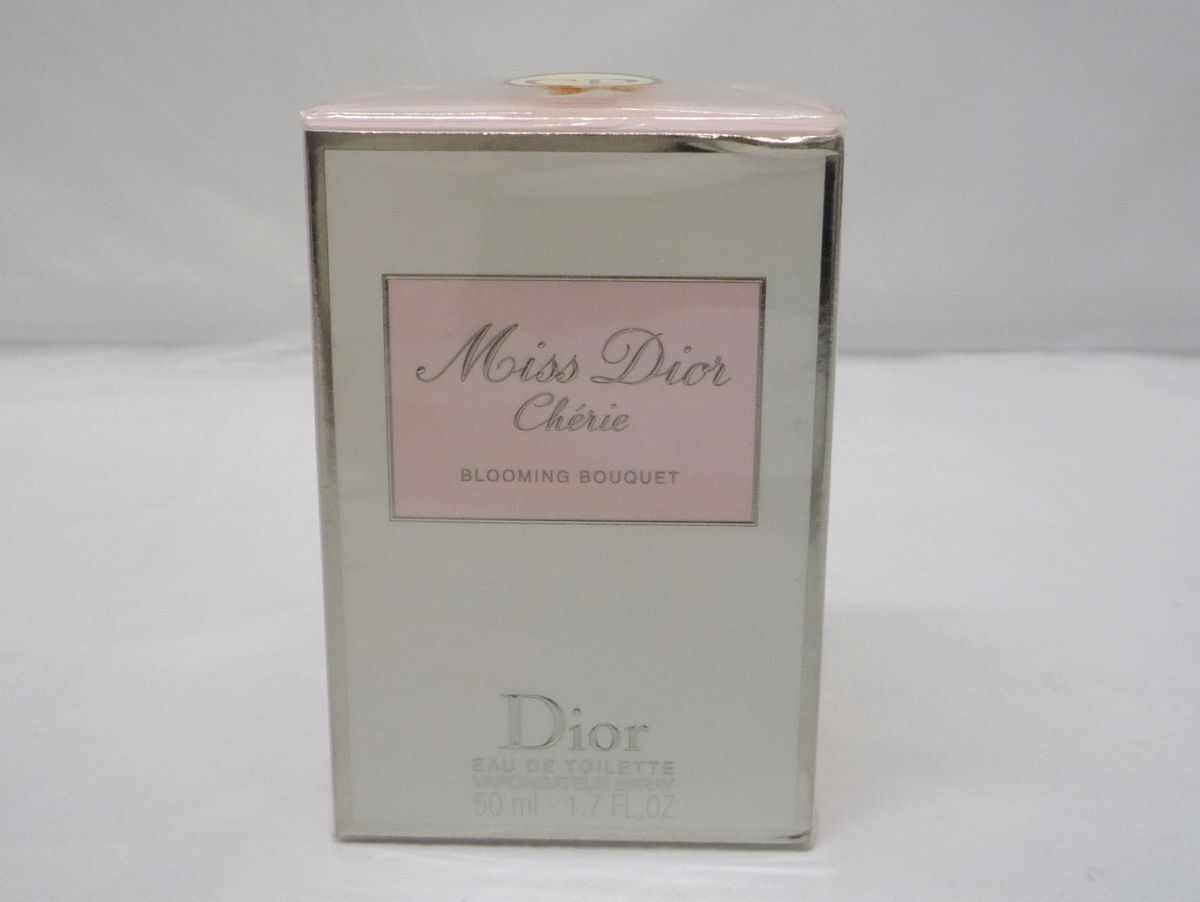 Miss Dior
Chérie
BLOOMING BOUQUET
Dior
EAU DE TOILETTE
VAPORISATEUR SPRAY
50 ml - 1.7 FL.OZ